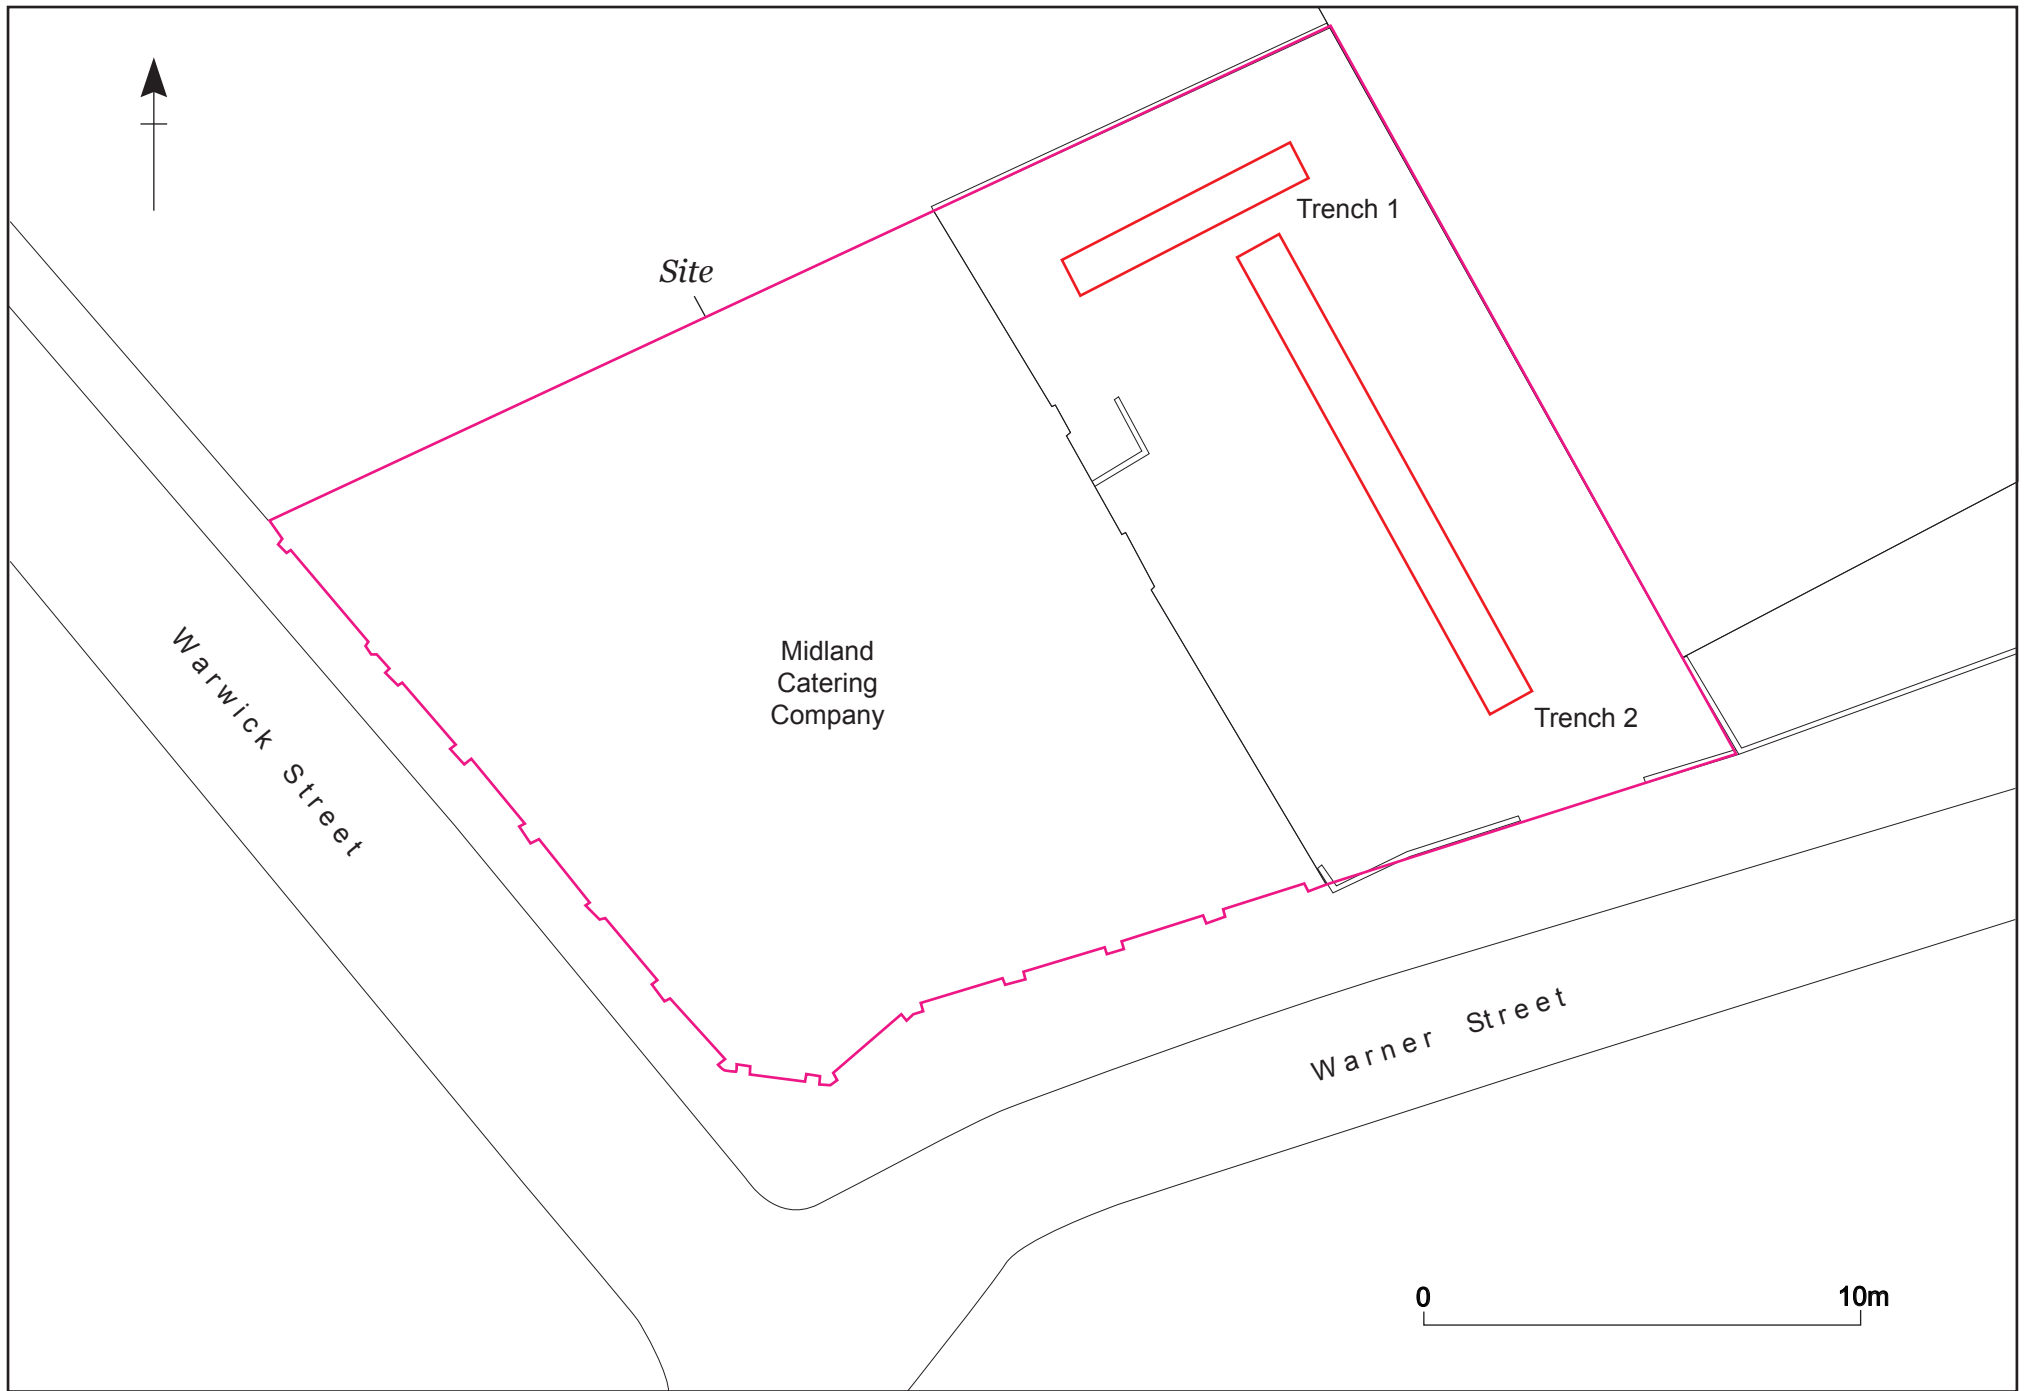 Trench 1
Site
Midland
Catering
Company
Warwick Street
Trench 2
Warner Street
0 10m